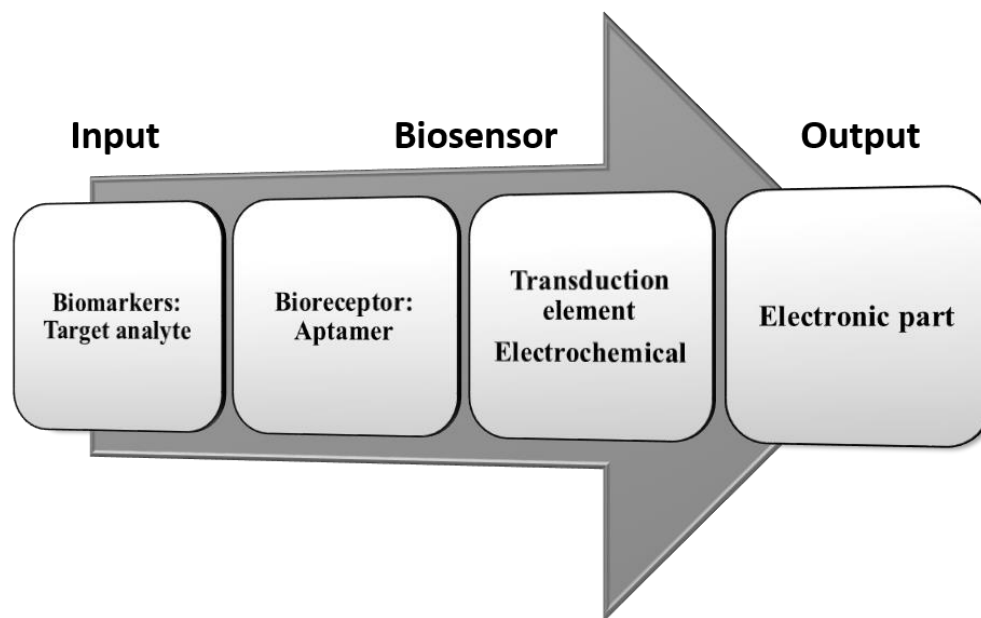 Input
Biosensor
Output
Biomarkers:
Target analyte
Bioreceptor:
Aptamer
Transduction
element
Electrochemical
Electronic part